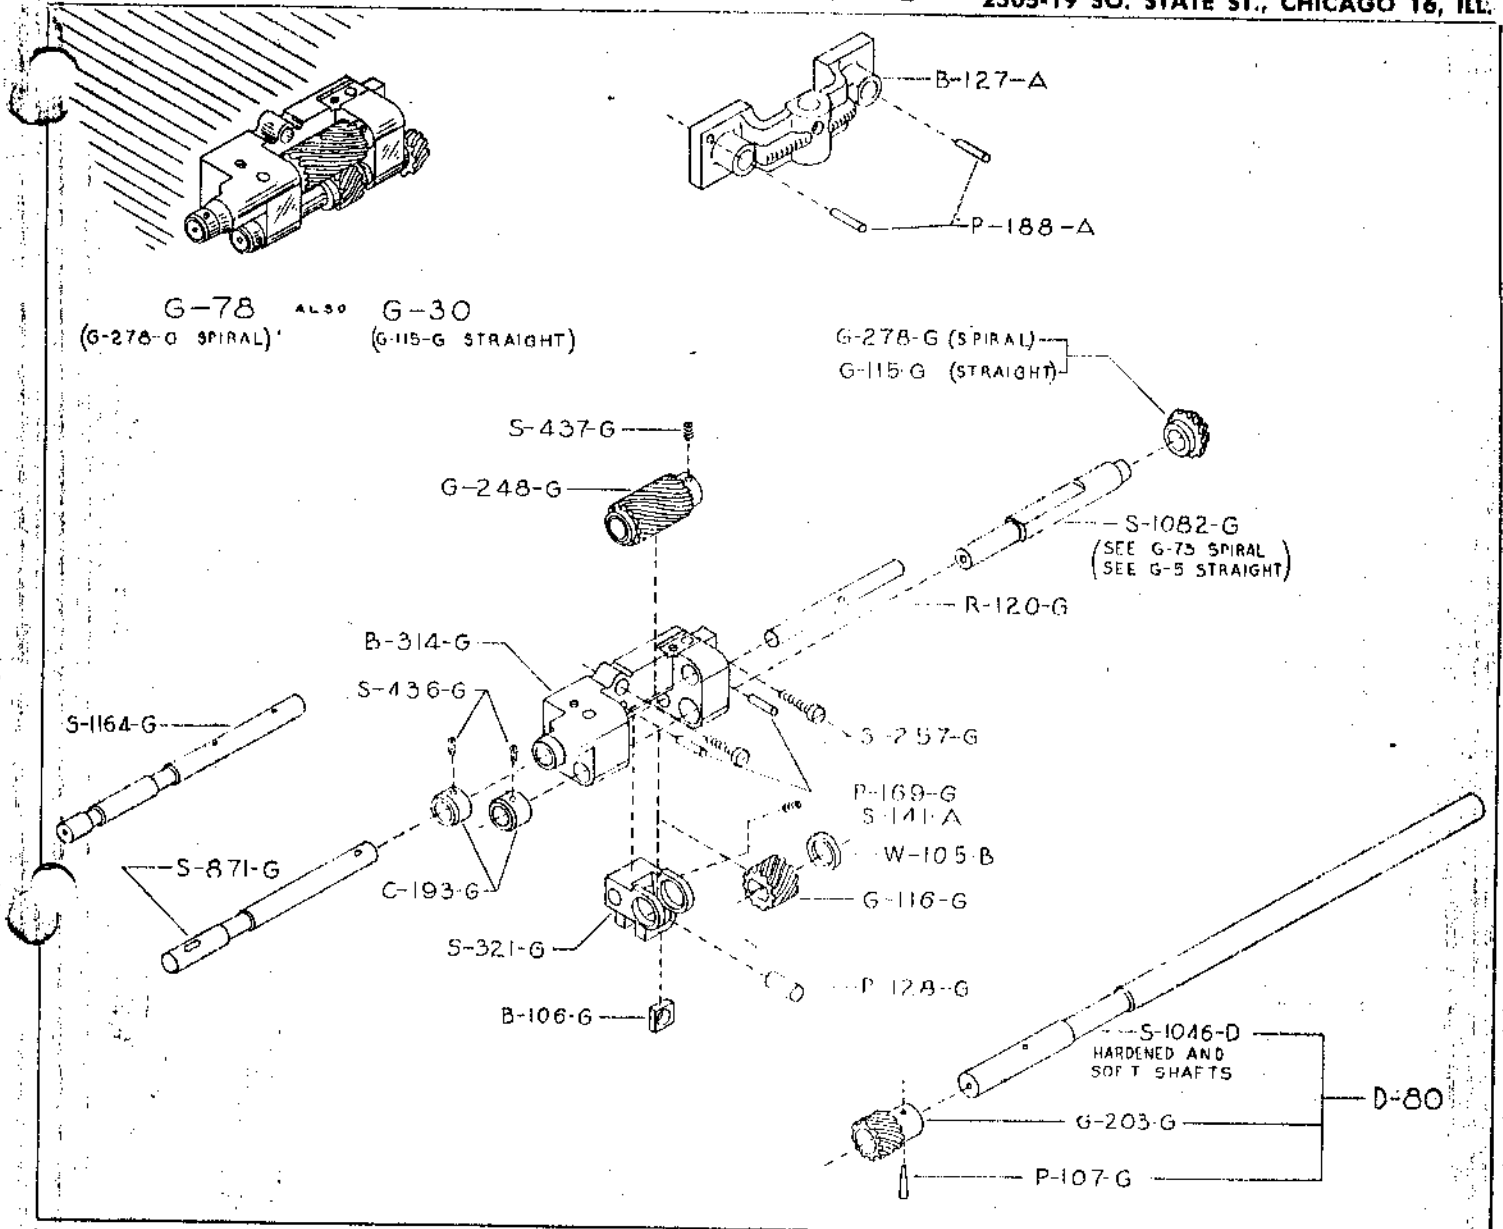 2305-19 SO. STATE ST., CHICAGO 16, ILL.
B-127-A
P-188-A
G-78 ALSO G-30
(G-278-G SPIRAL) (G-115-G STRAIGHT)
G-278-G (SPIRAL)
G-115-G (STRAIGHT)
S-437-G
G-248-G
S-1082-G
(SEE G-73 SPIRAL
SEE G-5 STRAIGHT)
R-120-G
B-314-G
S-436-G
S-1164-G
S-257-G
P-169-G
S-141-A
W-105-B
S-871-G
C-193-G
G-116-G
S-321-G
P-128-G
B-106-G
S-1046-D
HARDENED AND
SOFT SHAFTS
D-80
G-203-G
P-107-G